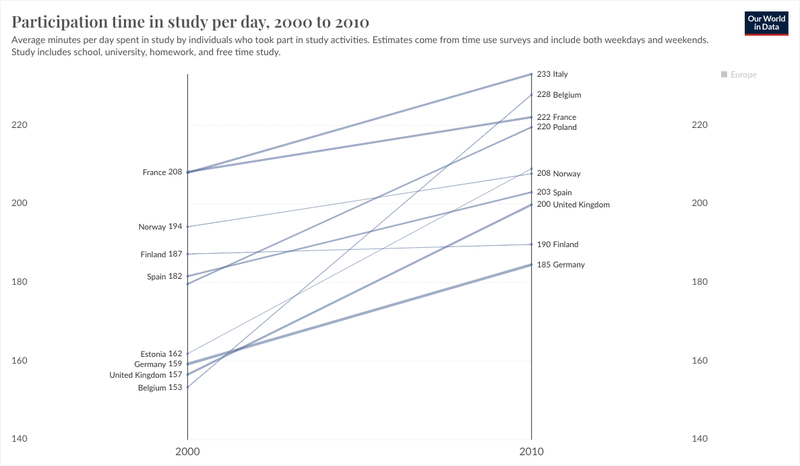 Participation time in study per day, 2000 to 2010
Average minutes per day spent in study by individuals who took part in study activities. Estimates come from time use surveys and include both weekdays and weekends.
Study includes school, university, homework, and free time study.
Our World
in Data
Europe
233 Italy
228 Belgium
222 France
220 Poland
220
220
France 208
208 Norway
203 Spain
200
200 United Kingdom
200
Norway 194
190 Finland
Finland 187
185 Germany
Spain 182
180
180
Estonia 162
160
160
Germany 159
United Kingdom 157
Belgium 153
140
140
2000
2010